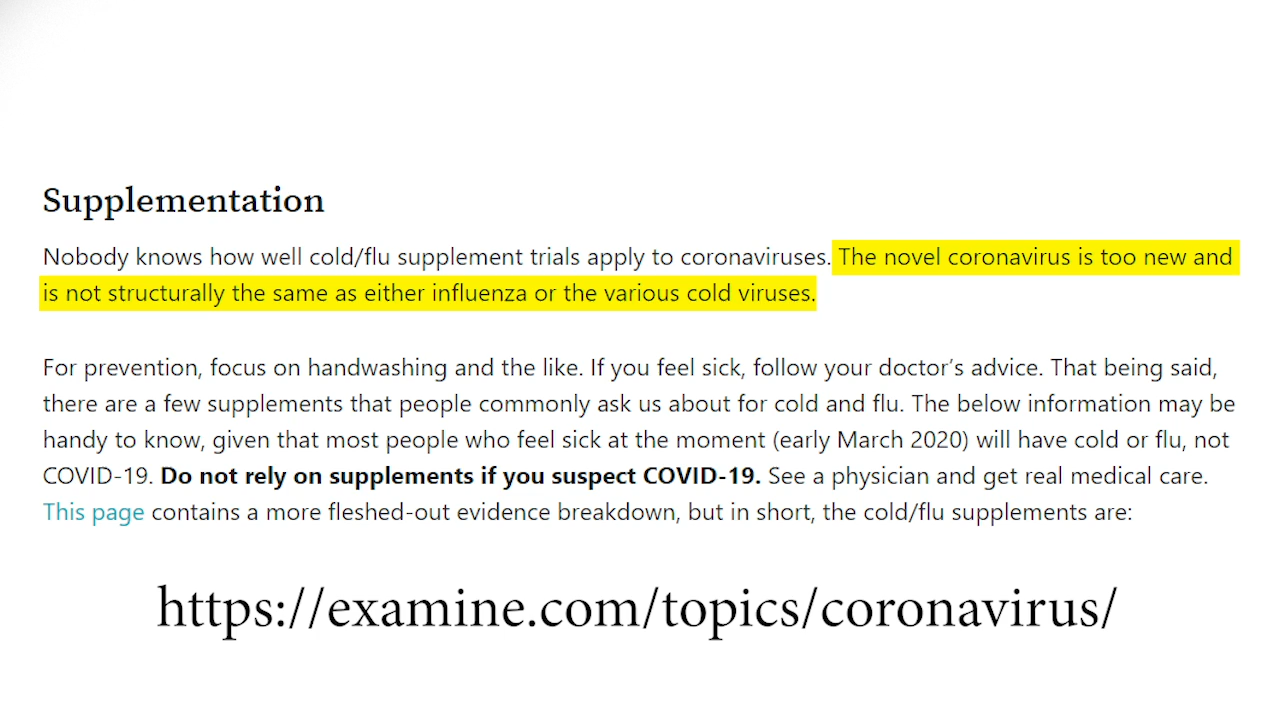 Supplementation
Nobody knows how well cold/flu supplement trials apply to coronaviruses. The novel coronavirus is too new and
is not structurally the same as either influenza or the various cold viruses.
For prevention, focus on handwashing and the like. If you feel sick, follow your doctor’s advice. That being said,
there are a few supplements that people commonly ask us about for cold and flu. The below information may be
handy to know, given that most people who feel sick at the moment (early March 2020) will have cold or flu, not
COVID-19. Do not rely on supplements if you suspect COVID-19. See a physician and get real medical care.
This page contains a more fleshed-out evidence breakdown, but in short, the cold/flu supplements are:
https://examine.com/topics/coronavirus/